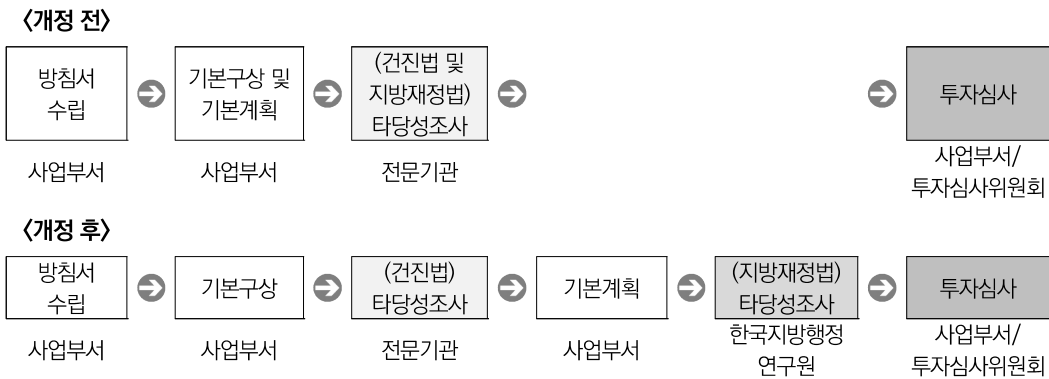 〈개정 전〉
방침서
수립
기본구상 및
기본계획
(건진법 및
지방재정법)
타당성조사
투자심사
사업부서
사업부서
전문기관
사업부서/
투자심사위원회
〈개정 후〉
방침서
수립
기본구상
(건진법)
타당성조사
기본계획
(지방재정법)
타당성조사
투자심사
사업부서
사업부서
전문기관
사업부서
한국지방행정
연구원
사업부서/
투자심사위원회